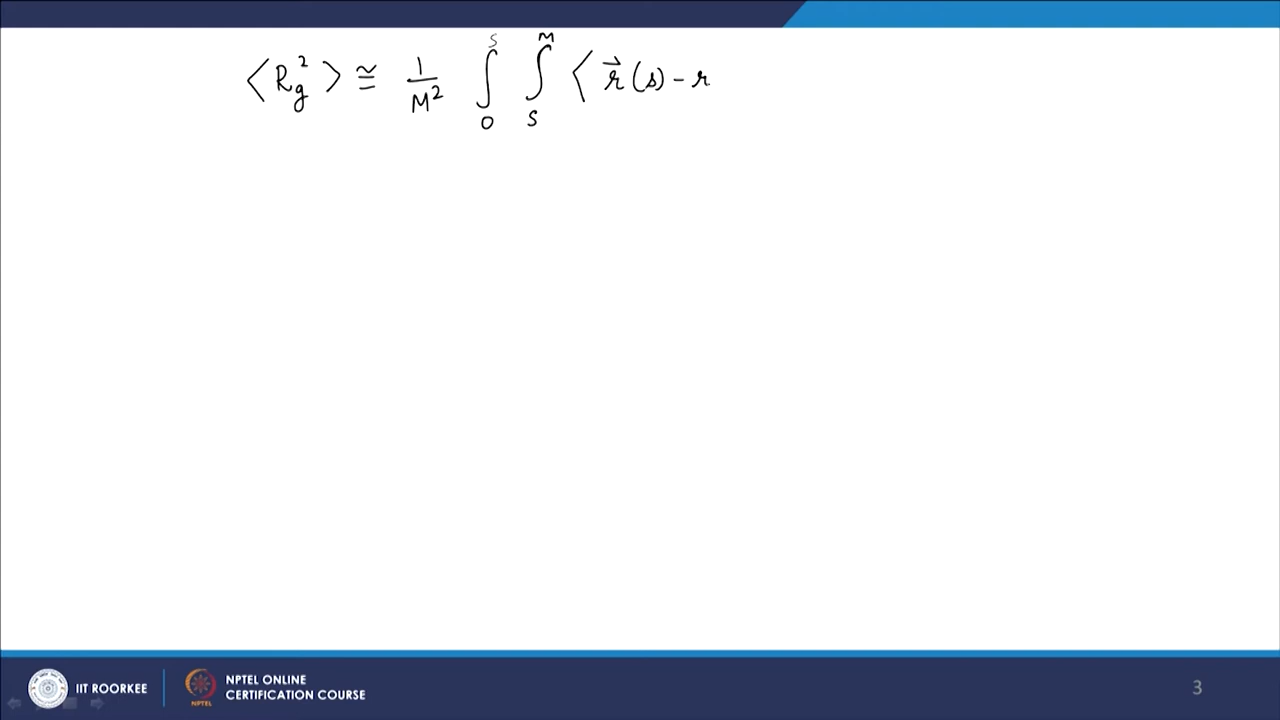 ⟨R_g^2⟩ ≅ 1/M^2 ∫_0^s ∫_s^M ⟨ r⃗(s) - r
IIT ROORKEE
NPTEL ONLINE
CERTIFICATION COURSE
3